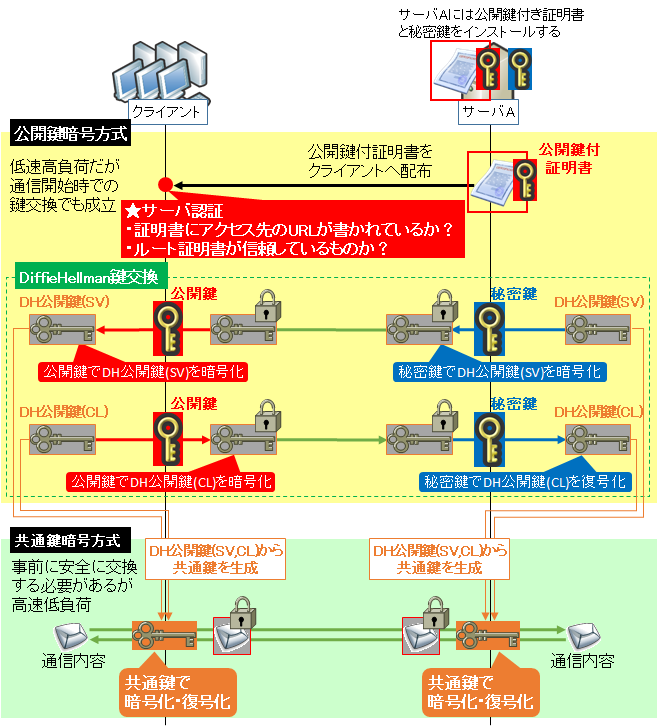 サーバAIには公開鍵付き証明書
と秘密鍵をインストールする
クライアント
サーバA
公開鍵暗号方式
低速高負荷だが
通信開始時での
鍵交換でも成立
公開鍵付証明書を
クライアントへ配布
公開鍵付
証明書
★サーバ認証
・証明書にアクセス先のURLが書かれているか？
・ルート証明書が信頼しているものか？
DiffieHellman鍵交換
DH公開鍵(SV)
公開鍵
秘密鍵
DH公開鍵(SV)
公開鍵でDH公開鍵(SV)を暗号化
秘密鍵でDH公開鍵(SV)を暗号化
DH公開鍵(CL)
公開鍵
秘密鍵
DH公開鍵(CL)
公開鍵でDH公開鍵(CL)を暗号化
秘密鍵でDH公開鍵(CL)を復号化
共通鍵暗号方式
事前に安全に交換
する必要があるが
高速低負荷
DH公開鍵(SV,CL)から
共通鍵を生成
DH公開鍵(SV,CL)から
共通鍵を生成
通信内容
通信内容
共通鍵で
暗号化・復号化
共通鍵で
暗号化・復号化